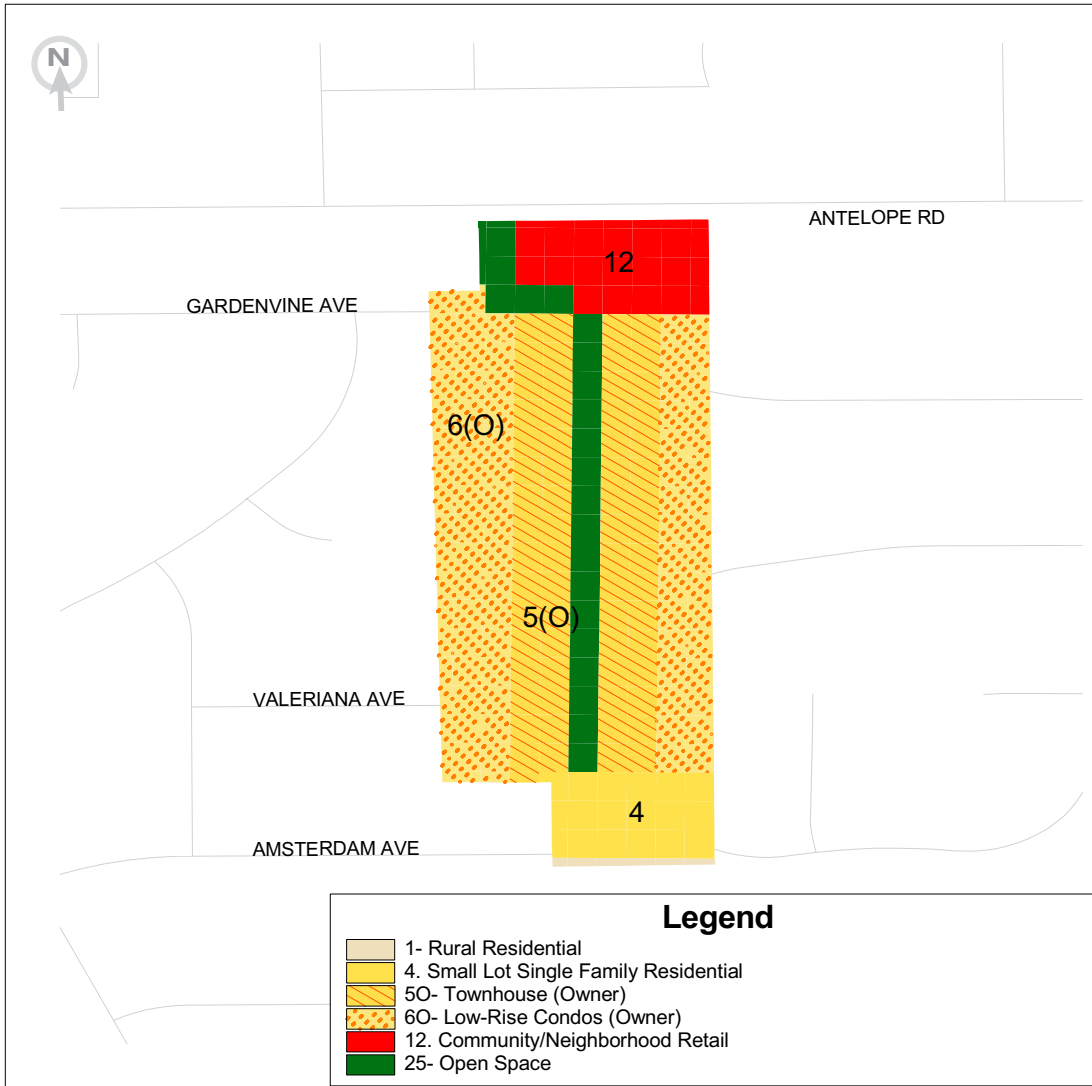 N
ANTELOPE RD
12
GARDENVINE AVE
6(O)
5(O)
VALERIANA AVE
4
AMSTERDAM AVE
Legend
1- Rural Residential
4. Small Lot Single Family Residential
5O- Townhouse (Owner)
6O- Low-Rise Condos (Owner)
12. Community/Neighborhood Retail
25- Open Space